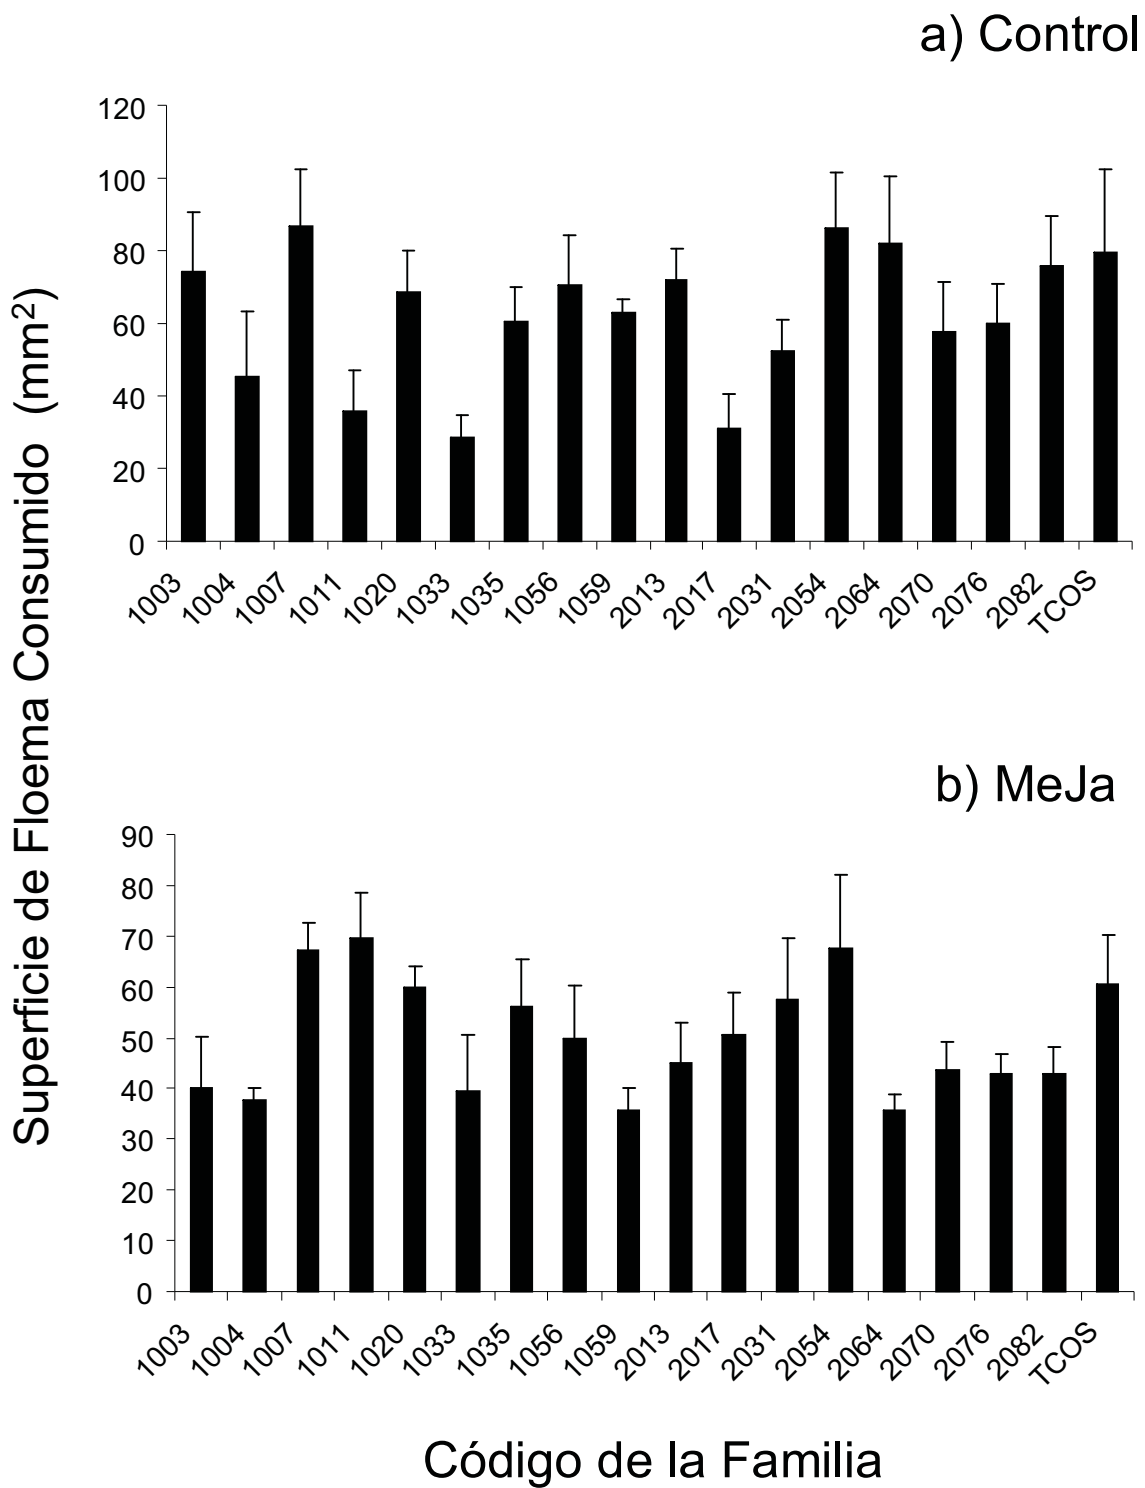 a) Control
120
100
80
60
40
20
0
1003 1004 1007 1011 1020 1033 1035 1056 1059 2013 2017 2031 2054 2064 2070 2076 2082 TCOS
Superficie de Floema Consumido (mm²)
b) MeJa
90
80
70
60
50
40
30
20
10
0
1003 1004 1007 1011 1020 1033 1035 1056 1059 2013 2017 2031 2054 2064 2070 2076 2082 TCOS
Código de la Familia